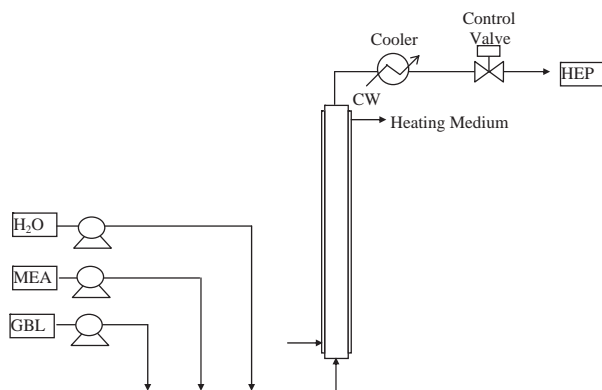 Control
Valve
Cooler
HEP
CW
Heating Medium
H₂O
MEA
GBL